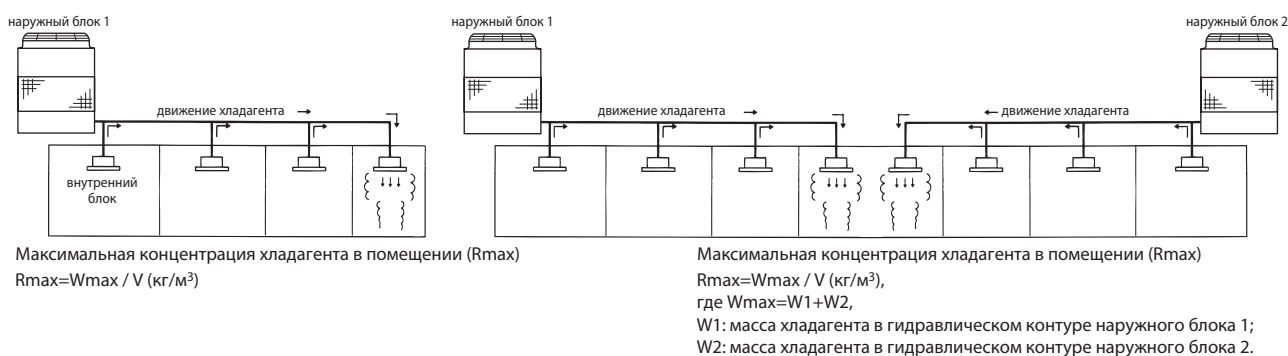 наружный блок 1
движение хладагента
внутренний
блок
Максимальная концентрация хладагента в помещении (Rmax)
Rmax=Wmax / V (кг/м³)
наружный блок 1
наружный блок 2
движение хладагента
движение хладагента
Максимальная концентрация хладагента в помещении (Rmax)
Rmax=Wmax / V (кг/м³),
где Wmax=W1+W2,
W1: масса хладагента в гидравлическом контуре наружного блока 1;
W2: масса хладагента в гидравлическом контуре наружного блока 2.